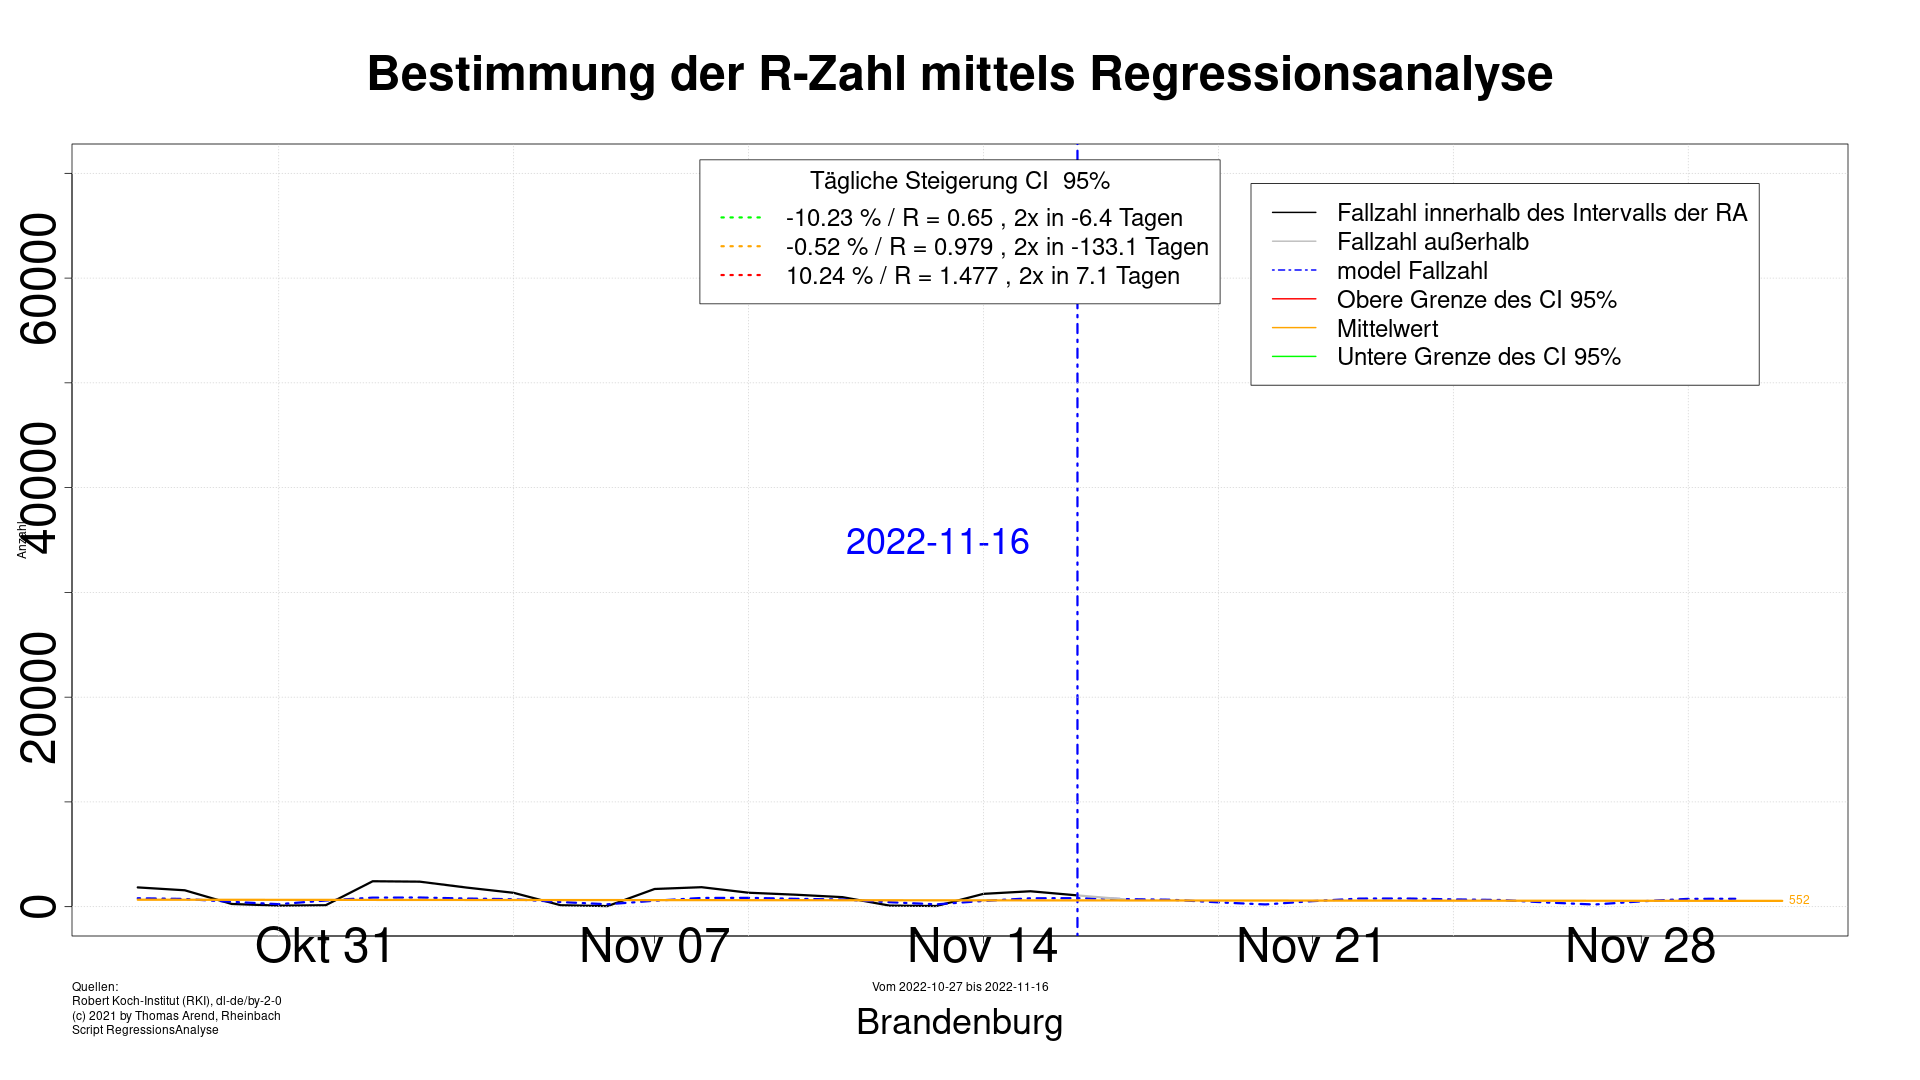 Bestimmung der R-Zahl mittels Regressionsanalyse
Tägliche Steigerung CI 95%
-10.23 % / R = 0.65 , 2x in -6.4 Tagen
-0.52 % / R = 0.979 , 2x in -133.1 Tagen
10.24 % / R = 1.477 , 2x in 7.1 Tagen
Fallzahl innerhalb des Intervalls der RA
Fallzahl außerhalb
model Fallzahl
Obere Grenze des CI 95%
Mittelwert
Untere Grenze des CI 95%
60000
40000
20000
0
Anzahl
2022-11-16
552
Okt 31
Nov 07
Nov 14
Nov 21
Nov 28
Quellen:
Robert Koch-Institut (RKI), dl-de/by-2-0
(c) 2021 by Thomas Arend, Rheinbach
Script RegressionsAnalyse
Vom 2022-10-27 bis 2022-11-16
Brandenburg